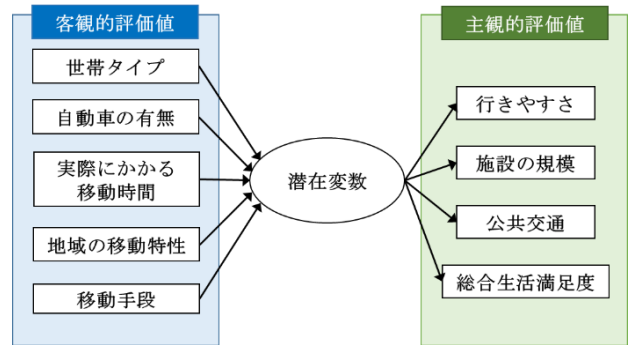 客観的評価値
世帯タイプ
自動車の有無
実際にかかる
移動時間
地域の移動特性
移動手段
潜在変数
主観的評価値
行きやすさ
施設の規模
公共交通
総合生活満足度